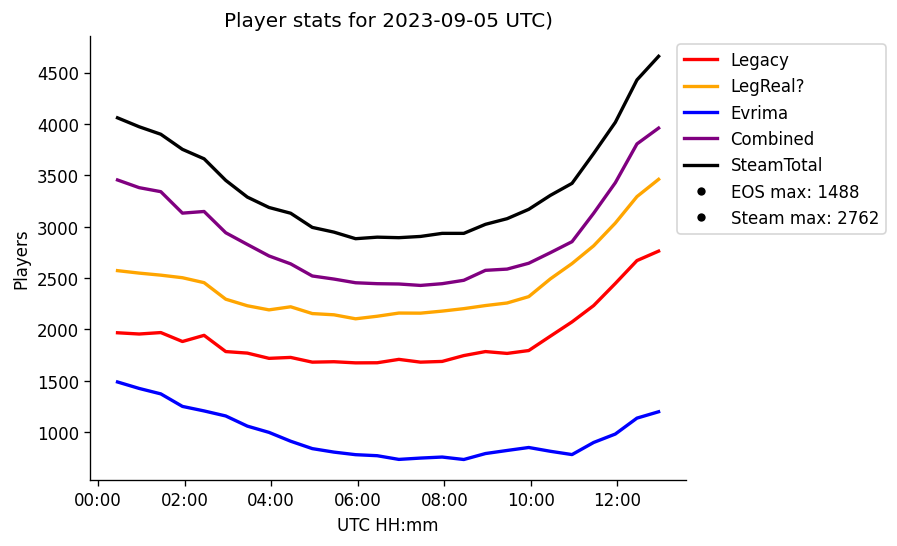 Player stats for 2023-09-05 UTC)
4500
4000
3500
3000
2500
2000
1500
1000
Players
00:00 02:00 04:00 06:00 08:00 10:00 12:00
UTC HH:mm
Legacy
LegReal?
Evrima
Combined
SteamTotal
EOS max: 1488
Steam max: 2762